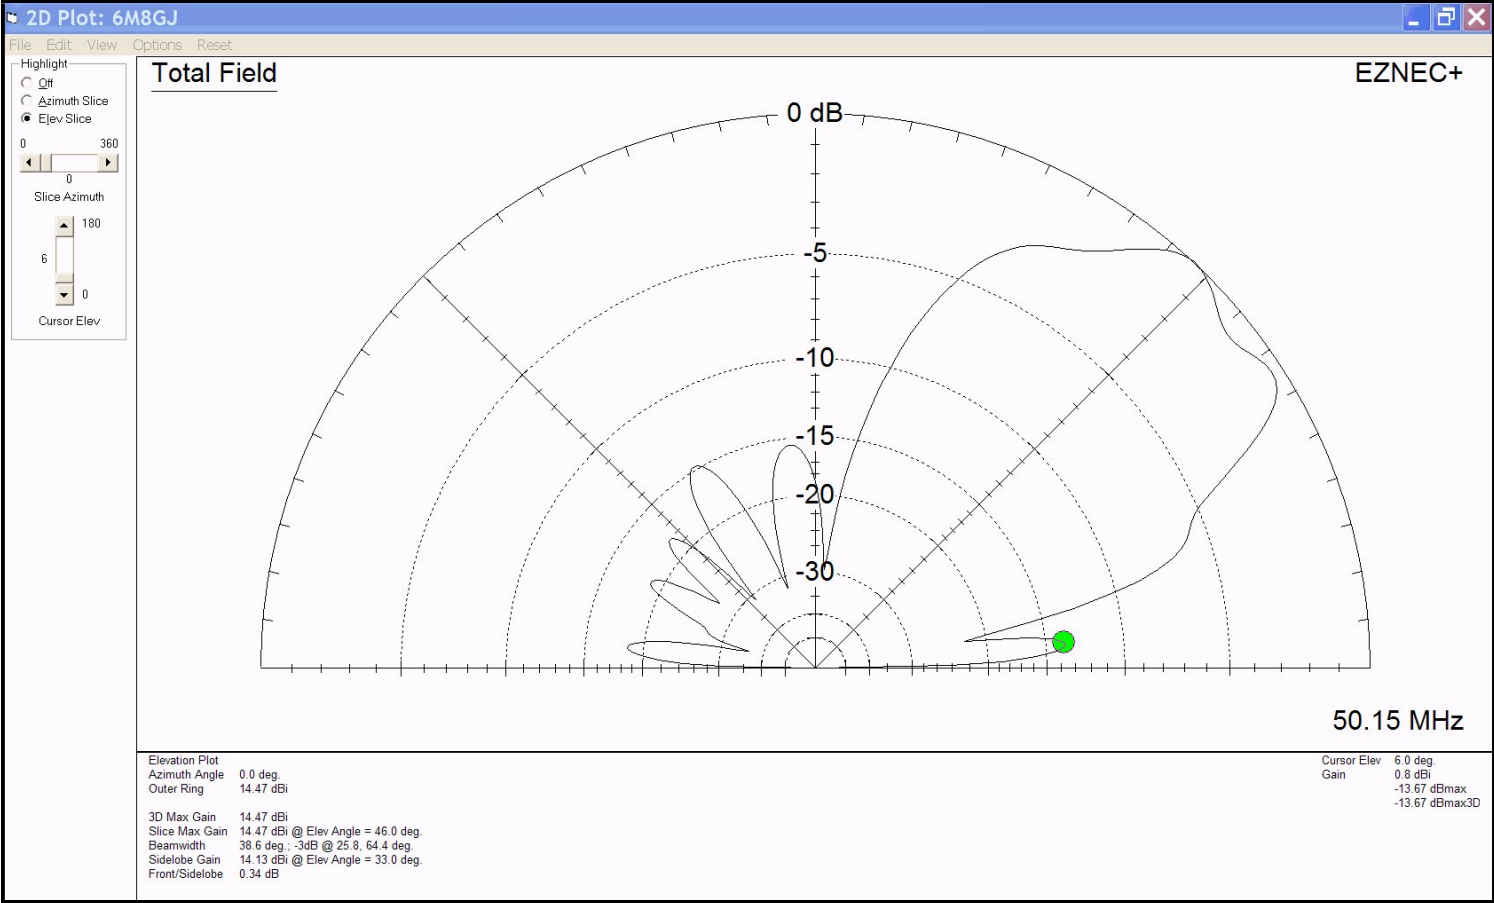 2D Plot: 6M8GJ
File Edit View Options Reset
Highlight
Off
Azimuth Slice
Elev Slice
0 360
0
Slice Azimuth
180
6
0
Cursor Elev
Total Field
EZNEC+
0 dB
-5
-10
-15
-20
-30
50.15 MHz
Elevation Plot
Azimuth Angle 0.0 deg.
Outer Ring 14.47 dBi
3D Max Gain 14.47 dBi
Slice Max Gain 14.47 dBi @ Elev Angle = 46.0 deg.
Beamwidth 38.6 deg.; -3dB @ 25.8, 64.4 deg.
Sidelobe Gain 14.13 dBi @ Elev Angle = 33.0 deg.
Front/Sidelobe 0.34 dB
Cursor Elev 6.0 deg.
Gain 0.8 dBi
-13.67 dBmax
-13.67 dBmax3D